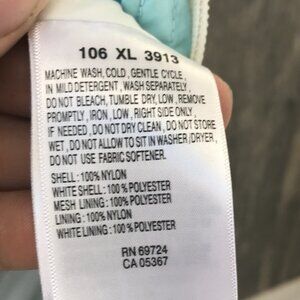 106 XL 3913
MACHINE WASH, COLD, GENTLE CYCLE,
IN MILD DETERGENT, WASH SEPARATELY,
DO NOT BLEACH, TUMBLE DRY, LOW, REMOVE
PROMPTLY, IRON, LOW, RIGHT SIDE ONLY,
IF NEEDED, DO NOT DRY CLEAN, DO NOT STORE
WET, DO NOT ALLOW TO SIT IN WASHER/DRYER,
DO NOT USE FABRIC SOFTENER.
SHELL : 100% NYLON
WHITE SHELL : 100% POLYESTER
MESH LINING : 100% POLYESTER
LINING : 100% NYLON
WHITE LINING : 100% POLYESTER
RN 69724
CA 05367